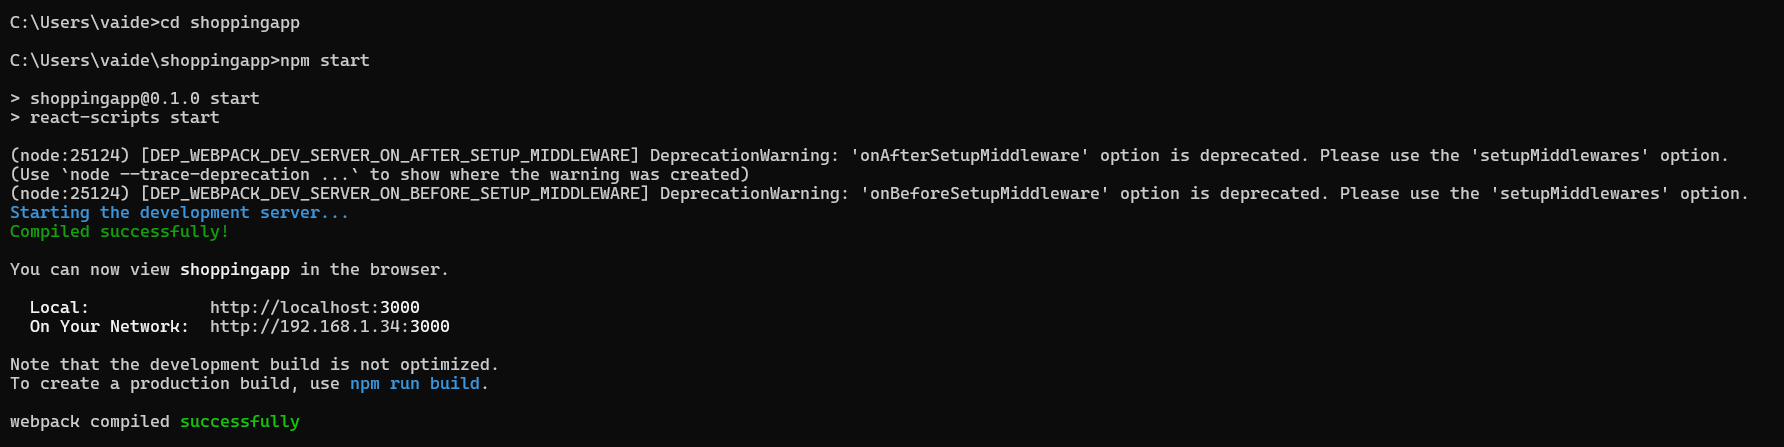 C:\Users\vaide>cd shoppingapp
C:\Users\vaide\shoppingapp>npm start
> shoppingapp@0.1.0 start
> react-scripts start
(node:25124) [DEP_WEBPACK_DEV_SERVER_ON_AFTER_SETUP_MIDDLEWARE] DeprecationWarning: 'onAfterSetupMiddleware' option is deprecated. Please use the 'setupMiddlewares' option.
(Use `node --trace-deprecation ...` to show where the warning was created)
(node:25124) [DEP_WEBPACK_DEV_SERVER_ON_BEFORE_SETUP_MIDDLEWARE] DeprecationWarning: 'onBeforeSetupMiddleware' option is deprecated. Please use the 'setupMiddlewares' option.
Starting the development server...
Compiled successfully!
You can now view shoppingapp in the browser.
Local:            http://localhost:3000
On Your Network:  http://192.168.1.34:3000
Note that the development build is not optimized.
To create a production build, use npm run build.
webpack compiled successfully